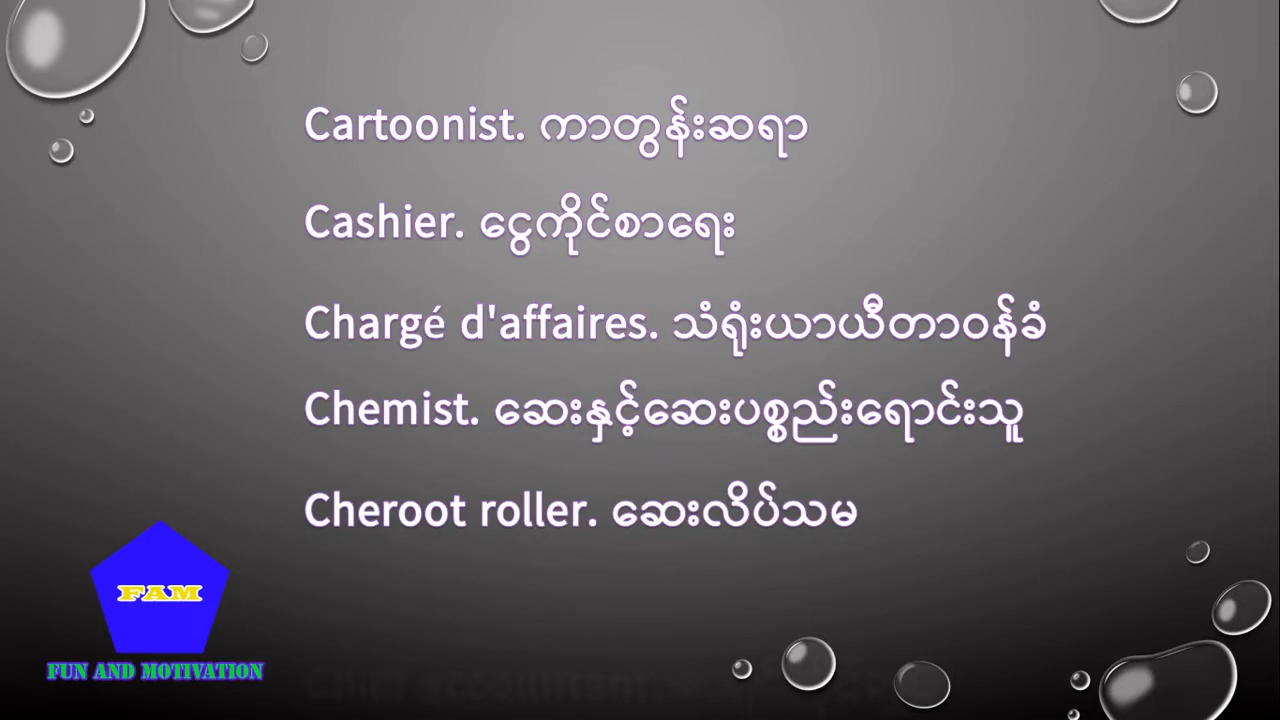 Cartoonist. ကာတွန်းဆရာ
Cashier. ငွေကိုင်စာရေး
Chargé d'affaires. သံရုံးယာယီတာဝန်ခံ
Chemist. ဆေးနှင့်ဆေးပစ္စည်းရောင်းသူ
Cheroot roller. ဆေးလိပ်သမ
FAM
FUN AND MOTIVATION